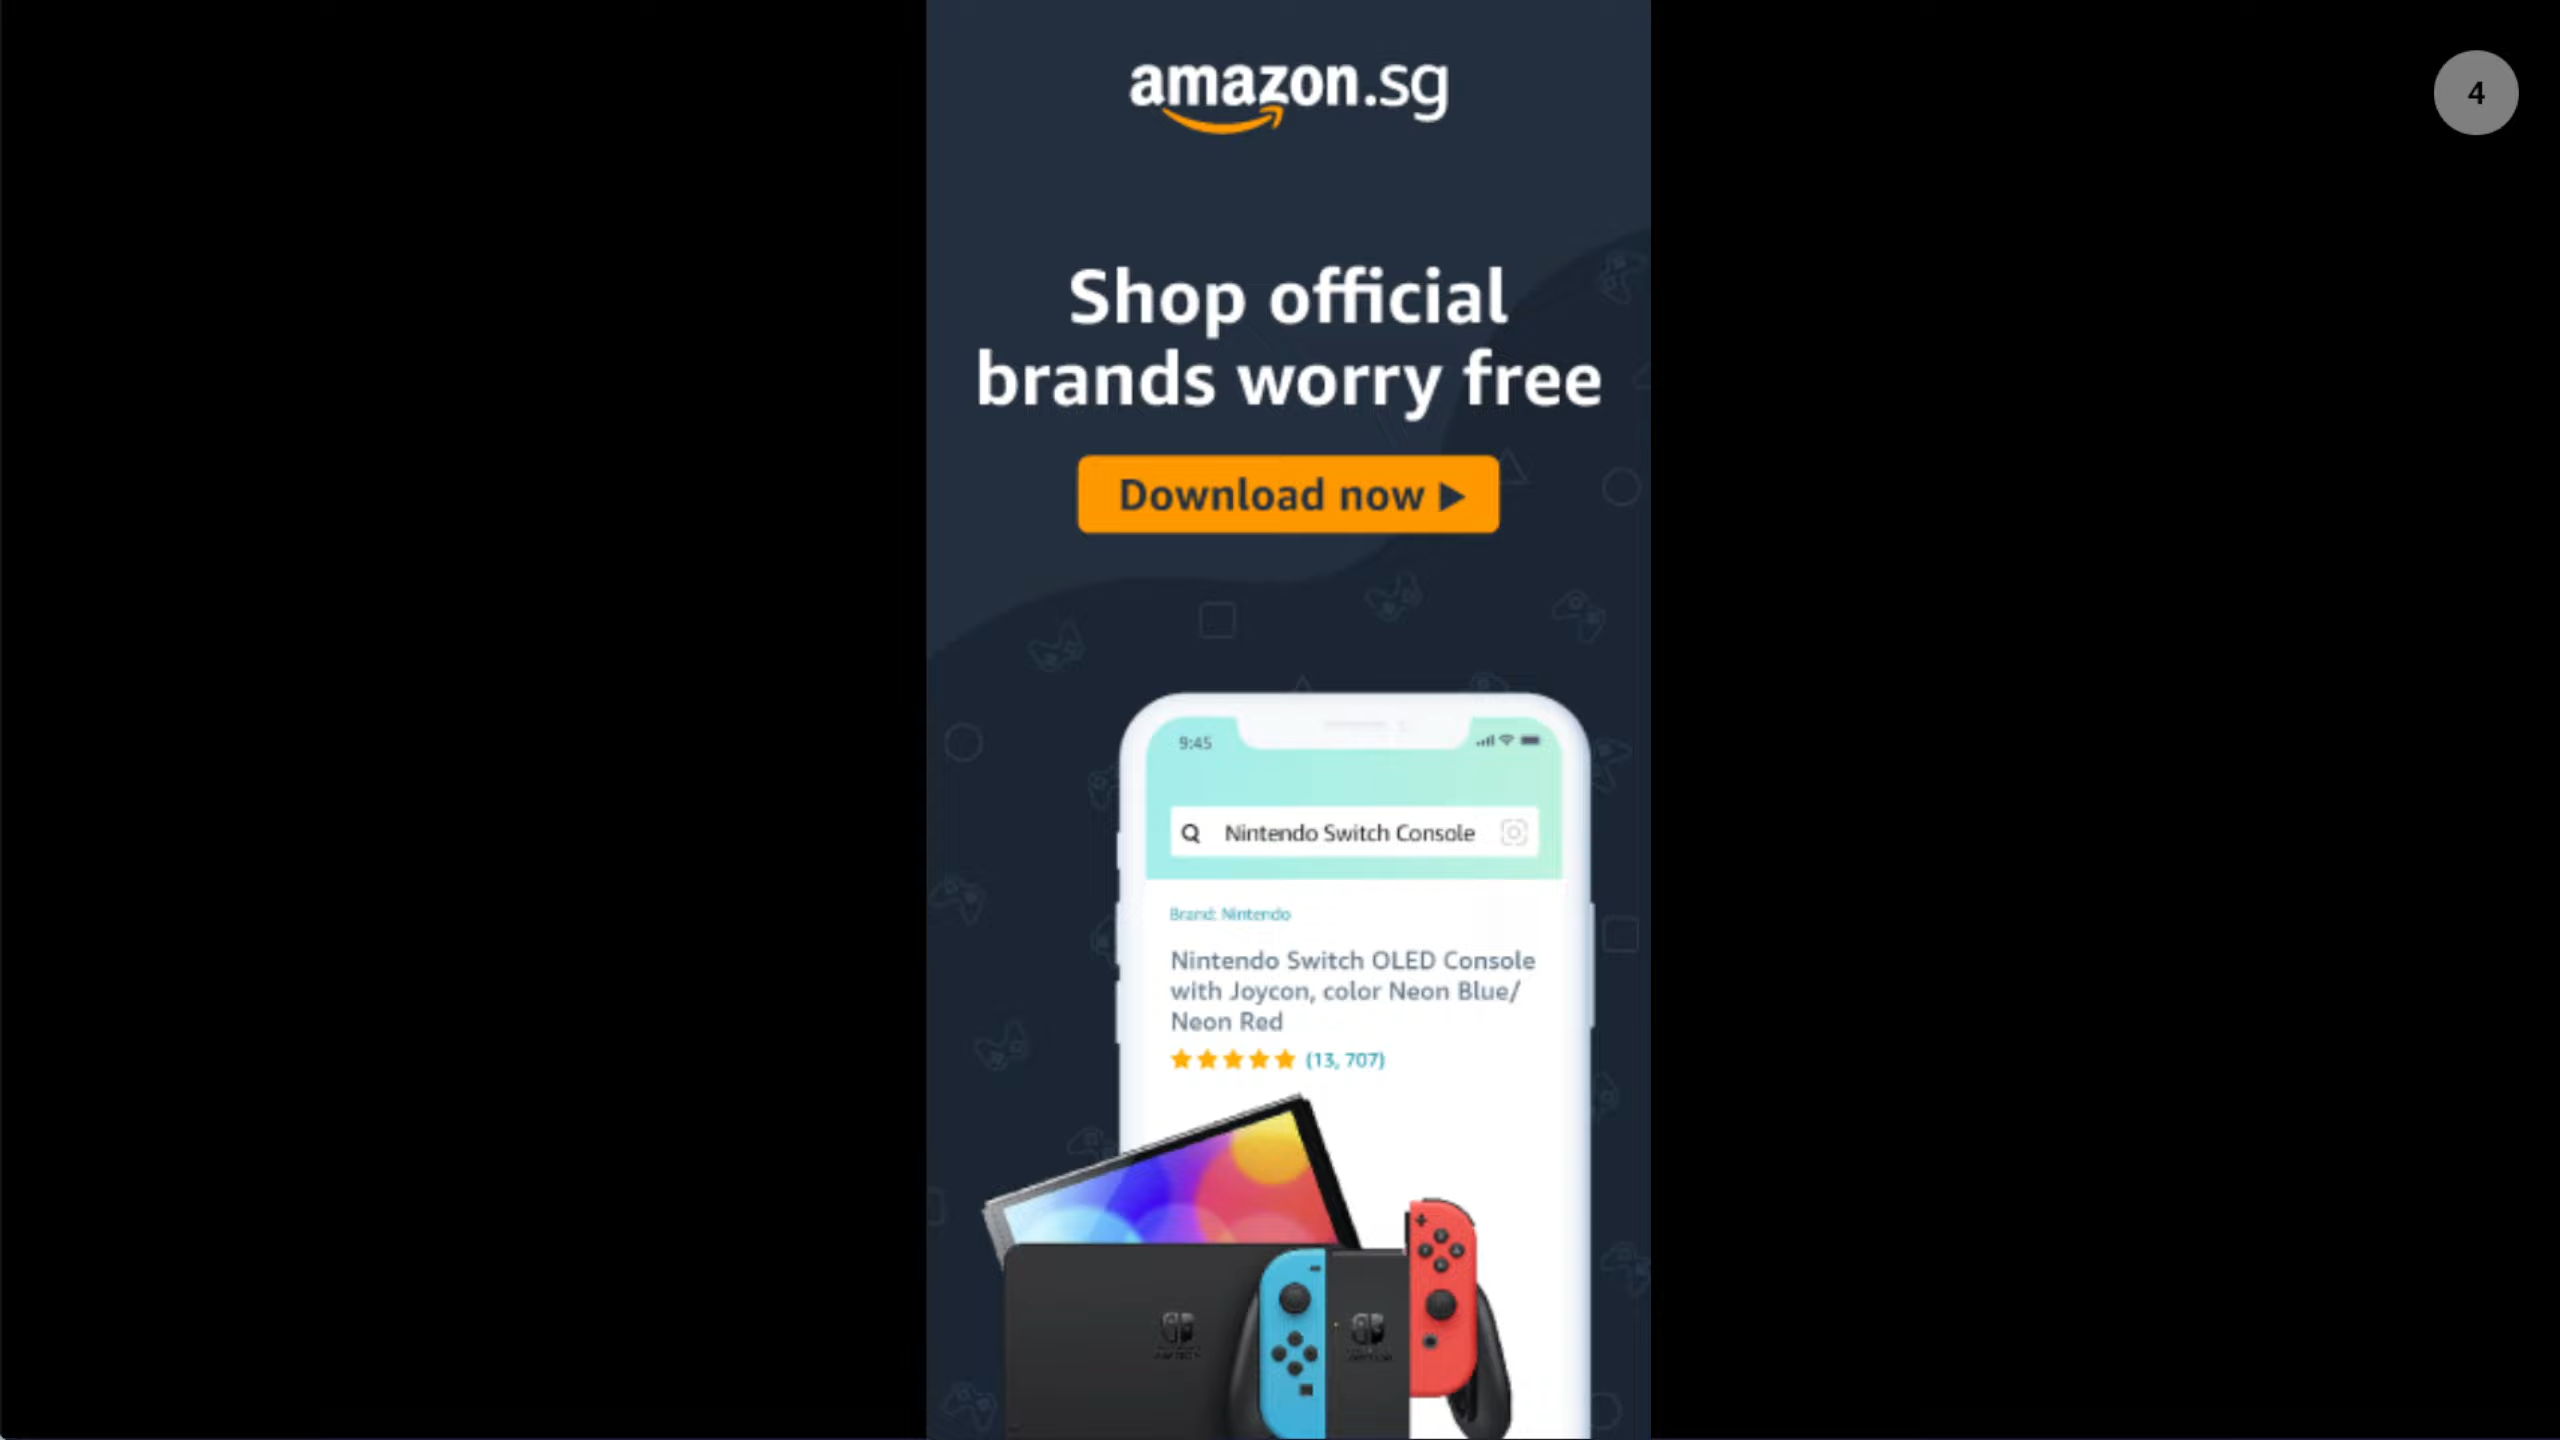 amazon.sg
4
Shop official
brands worry free
Download now ▶
9:45
Nintendo Switch Console
Brand: Nintendo
Nintendo Switch OLED Console
with Joycon, color Neon Blue/
Neon Red
(13, 707)